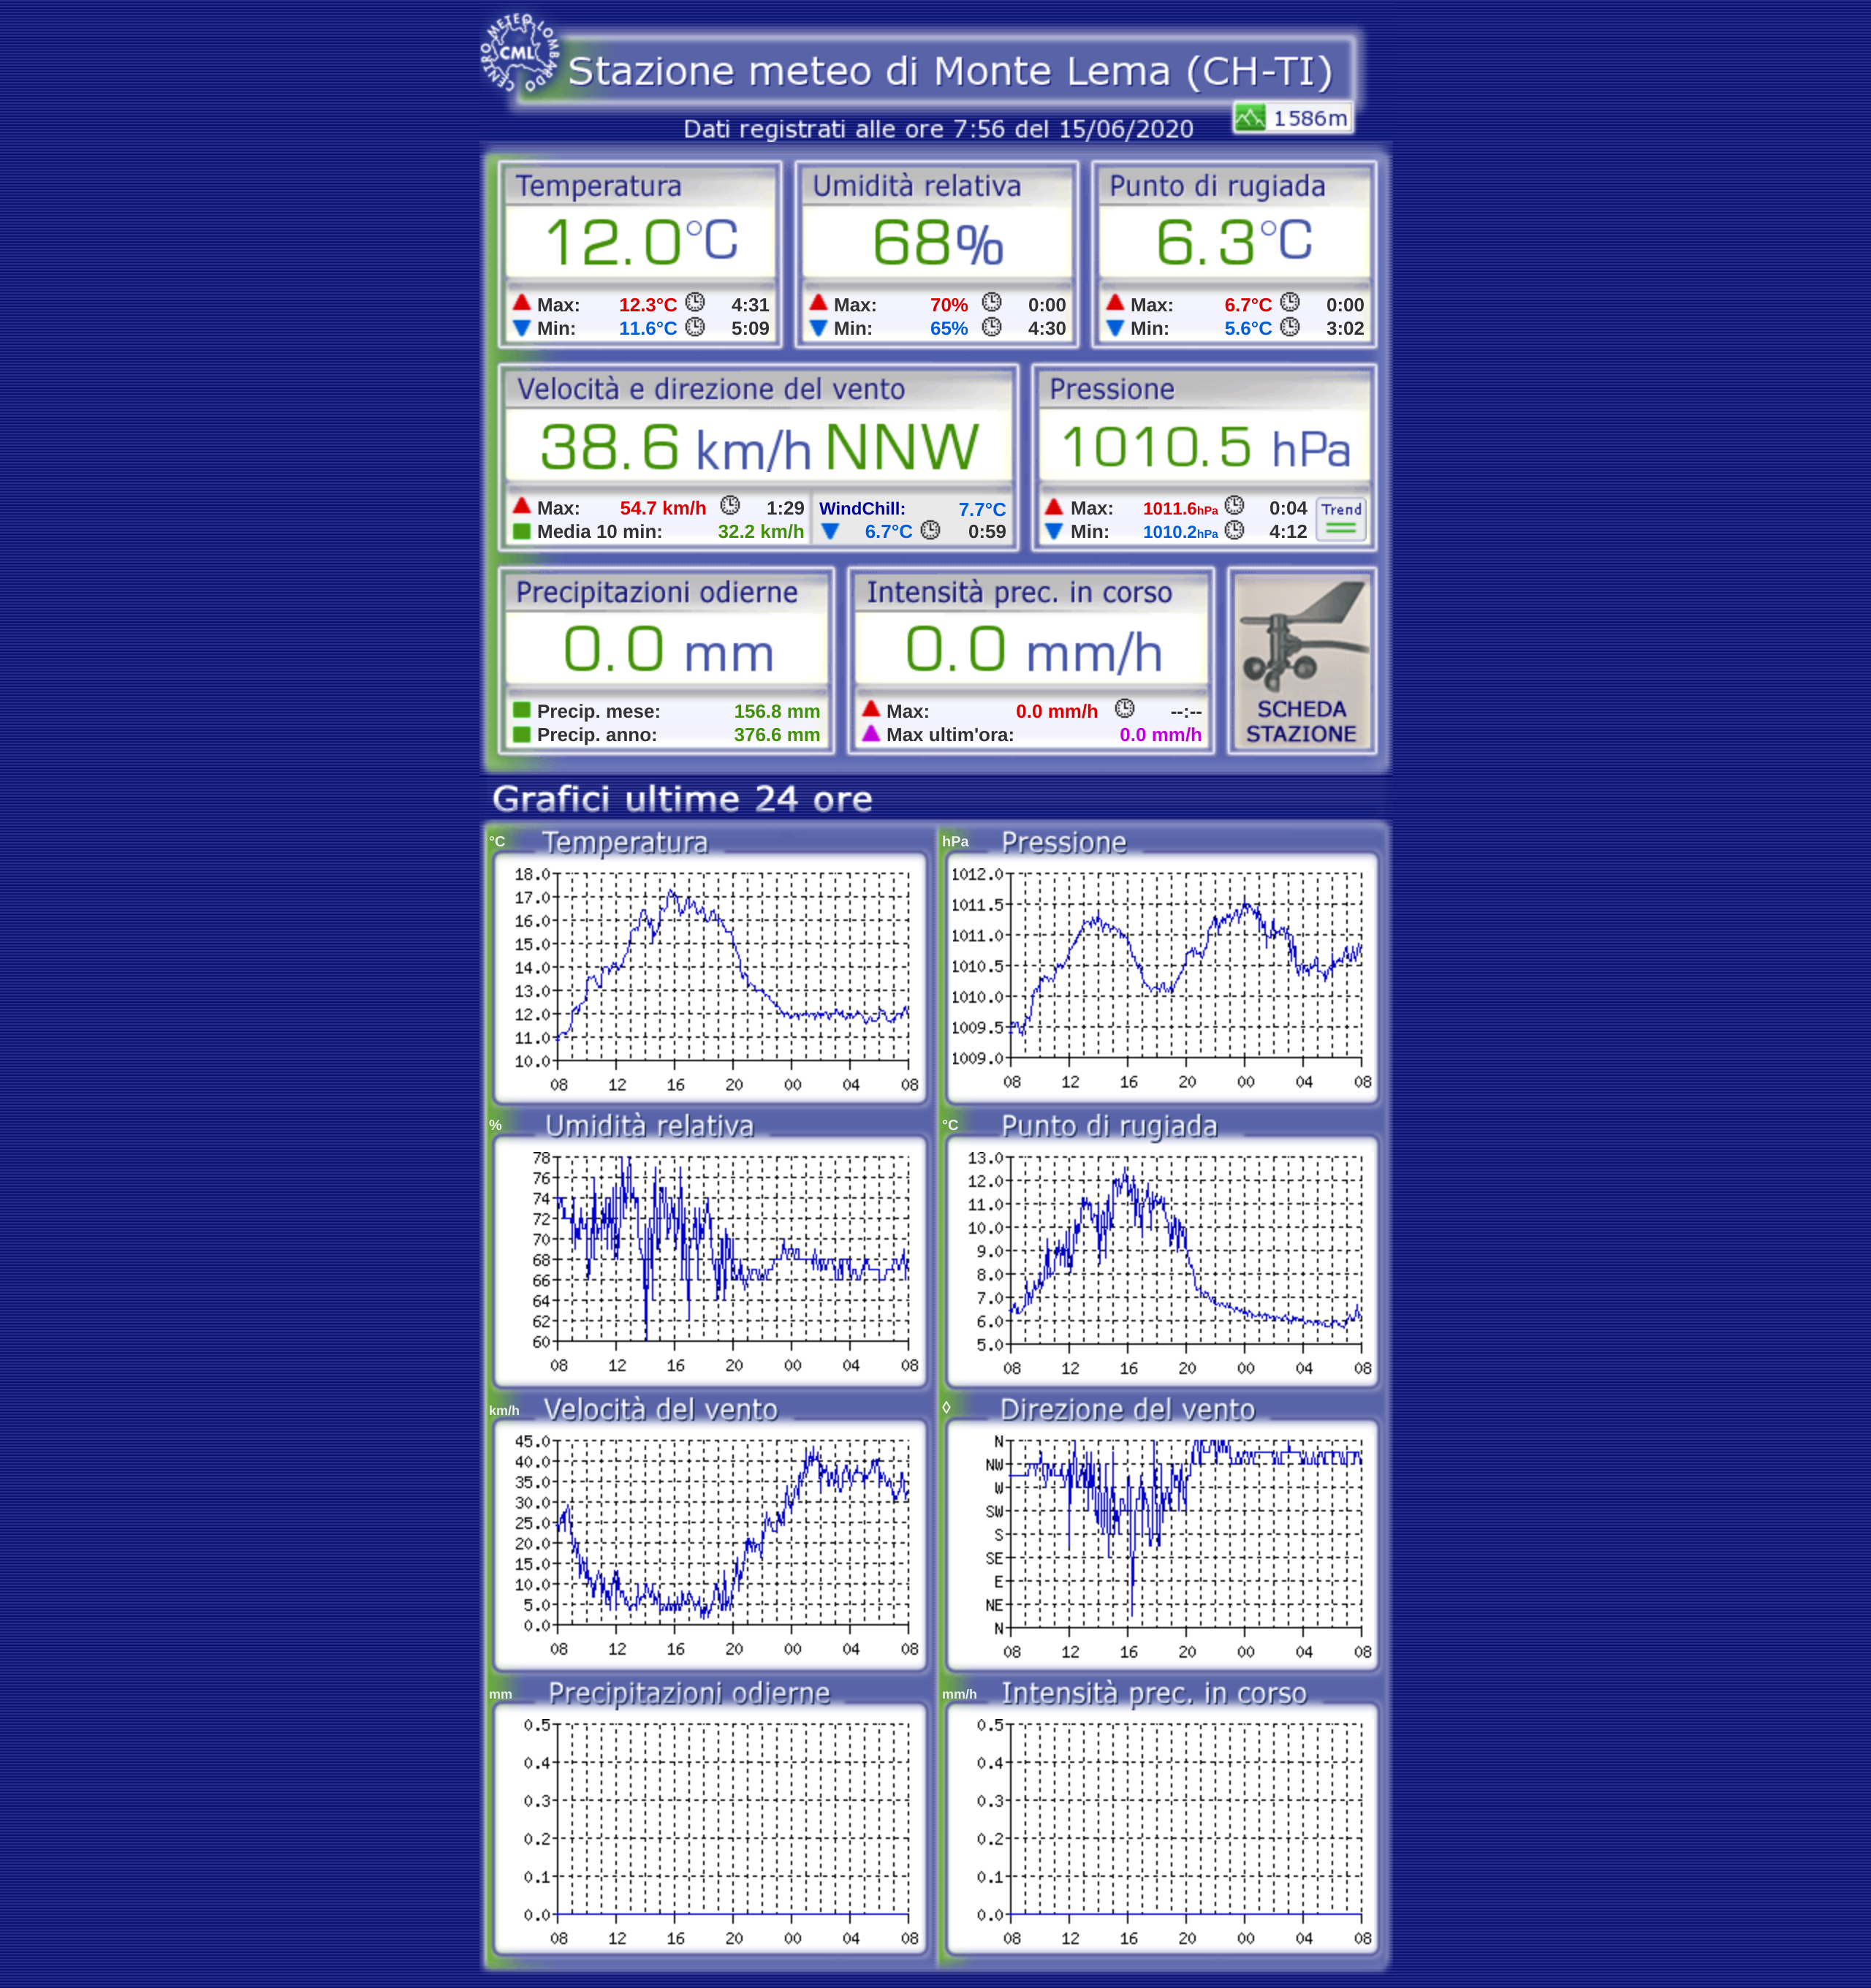 CENTRO METEO LOMBARDO
CML
Stazione meteo di Monte Lema (CH-TI)
1586m
Dati registrati alle ore 7:56 del 15/06/2020
Temperatura
12.0°C
Max: 12.3°C 4:31
Min: 11.6°C 5:09
Umidità relativa
68%
Max: 70% 0:00
Min: 65% 4:30
Punto di rugiada
6.3°C
Max: 6.7°C 0:00
Min: 5.6°C 3:02
Velocità e direzione del vento
38.6 km/h NNW
Max: 54.7 km/h 1:29
Media 10 min: 32.2 km/h
WindChill: 7.7°C
6.7°C 0:59
Pressione
1010.5 hPa
Max: 1011.6hPa 0:04
Min: 1010.2hPa 4:12
Trend
Precipitazioni odierne
0.0 mm
Precip. mese: 156.8 mm
Precip. anno: 376.6 mm
Intensità prec. in corso
0.0 mm/h
Max: 0.0 mm/h --:--
Max ultim'ora: 0.0 mm/h
SCHEDA
STAZIONE
Grafici ultime 24 ore
°C Temperatura
18.0
17.0
16.0
15.0
14.0
13.0
12.0
11.0
10.0
08 12 16 20 00 04 08
hPa Pressione
1012.0
1011.5
1011.0
1010.5
1010.0
1009.5
1009.0
08 12 16 20 00 04 08
% Umidità relativa
78
76
74
72
70
68
66
64
62
60
08 12 16 20 00 04 08
°C Punto di rugiada
13.0
12.0
11.0
10.0
9.0
8.0
7.0
6.0
5.0
08 12 16 20 00 04 08
km/h Velocità del vento
45.0
40.0
35.0
30.0
25.0
20.0
15.0
10.0
5.0
0.0
08 12 16 20 00 04 08
◊ Direzione del vento
N
NW
W
SW
S
SE
E
NE
N
08 12 16 20 00 04 08
mm Precipitazioni odierne
0.5
0.4
0.3
0.2
0.1
0.0
08 12 16 20 00 04 08
mm/h Intensità prec. in corso
0.5
0.4
0.3
0.2
0.1
0.0
08 12 16 20 00 04 08